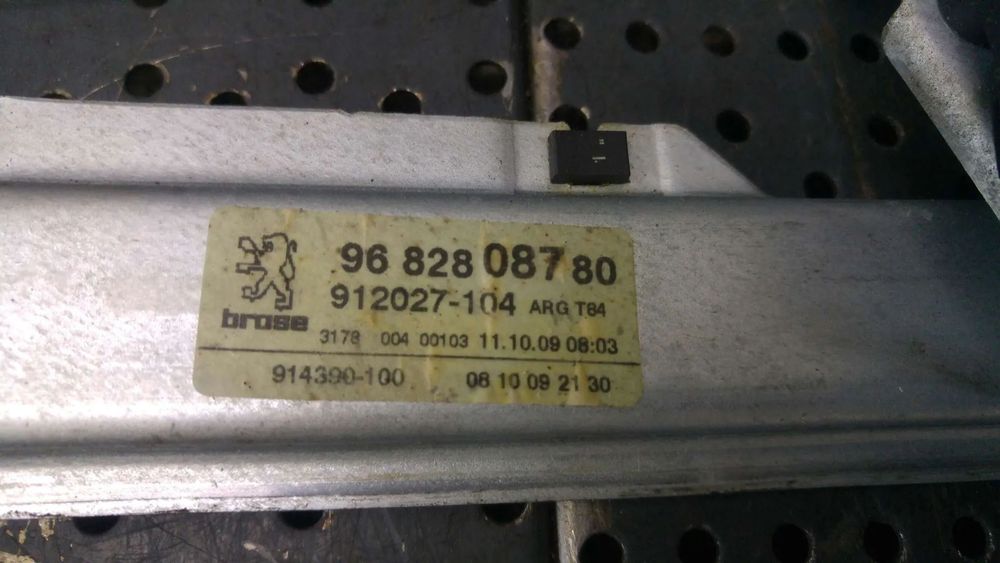 96 828 087 80
912027-104 ARG T84
brose
3178 004 00103 11.10.09 08:03
914390-100 08 10 09 21 30